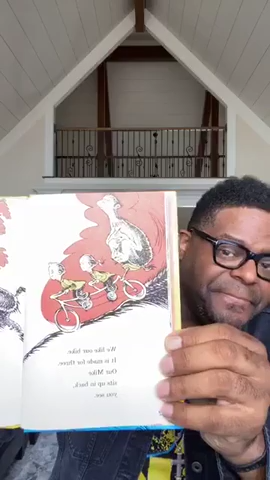 We like our bike.
It is made for three.
Our Mike
sits up in back,
you see.